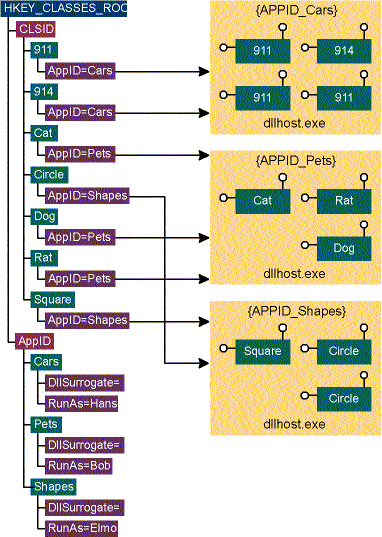 HKEY_CLASSES_ROO
CLSID
911
AppID=Cars
914
AppID=Cars
Cat
AppID=Pets
Circle
AppID=Shapes
Dog
AppID=Pets
Rat
AppID=Pets
Square
AppID=Shapes
AppID
Cars
DllSurrogate=
RunAs=Hans
Pets
DllSurrogate=
RunAs=Bob
Shapes
DllSurrogate=
RunAs=Elmo
{APPID_Cars}
911 914
911 911
dllhost.exe
{APPID_Pets}
Cat Rat
Dog
dllhost.exe
{APPID_Shapes}
Square Circle
Circle
dllhost.exe